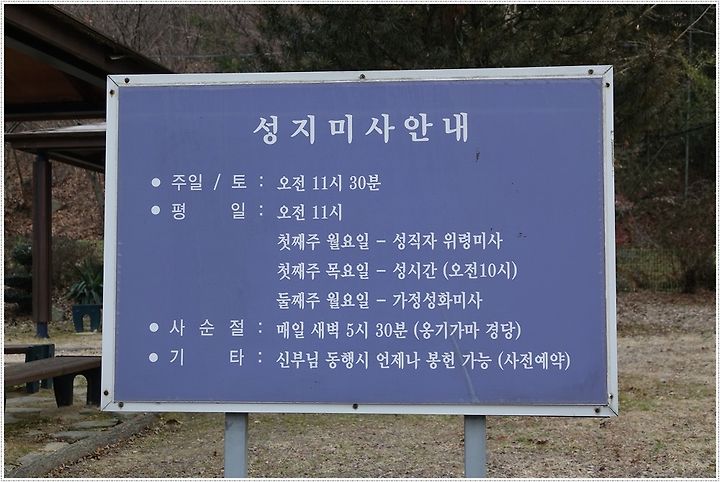 성지미사안내
● 주일 / 토 : 오전 11시 30분
● 평 일 : 오전 11시
첫째주 월요일 - 성직자 위령미사
첫째주 목요일 - 성시간 (오전10시)
둘째주 월요일 - 가정성화미사
● 사 순 절 : 매일 새벽 5시 30분 (옹기가마 경당)
● 기 타 : 신부님 동행시 언제나 봉헌 가능 (사전예약)